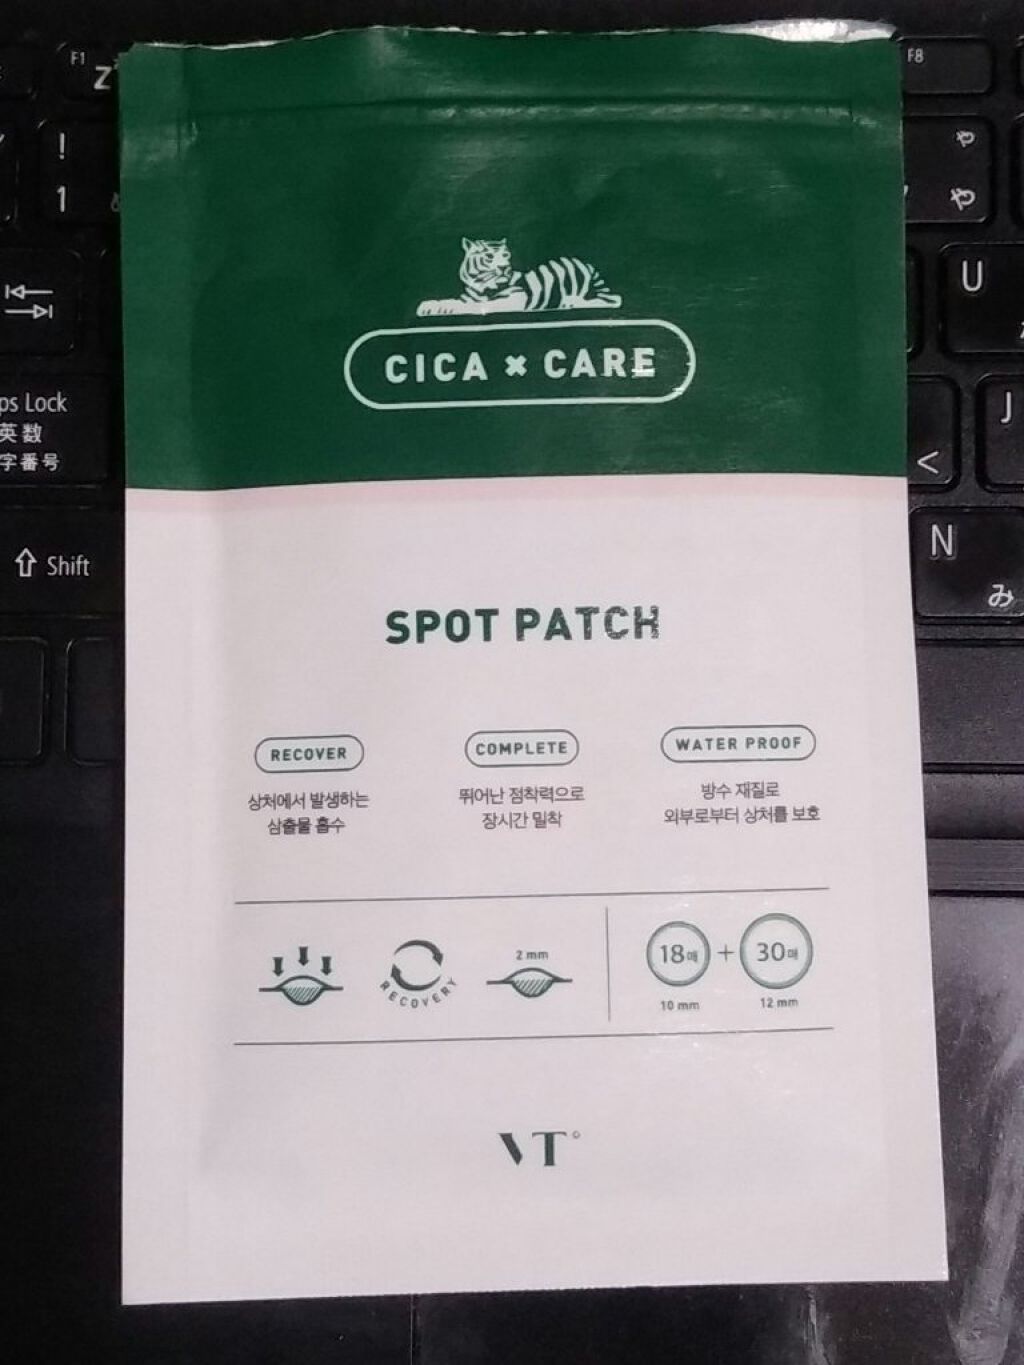 F1
Z
F8
!
1
や
や
U
ps Lock
英数
字番号
J
<
Shift
N
み
CICA × CARE
SPOT PATCH
RECOVER
상처에서 발생하는
삼출물 흡수
COMPLETE
뛰어난 점착력으로
장시간 밀착
WATER PROOF
방수 재질로
외부로부터 상처를 보호
RECOVERY
2 mm
18매 + 30매
10 mm
12 mm
VT